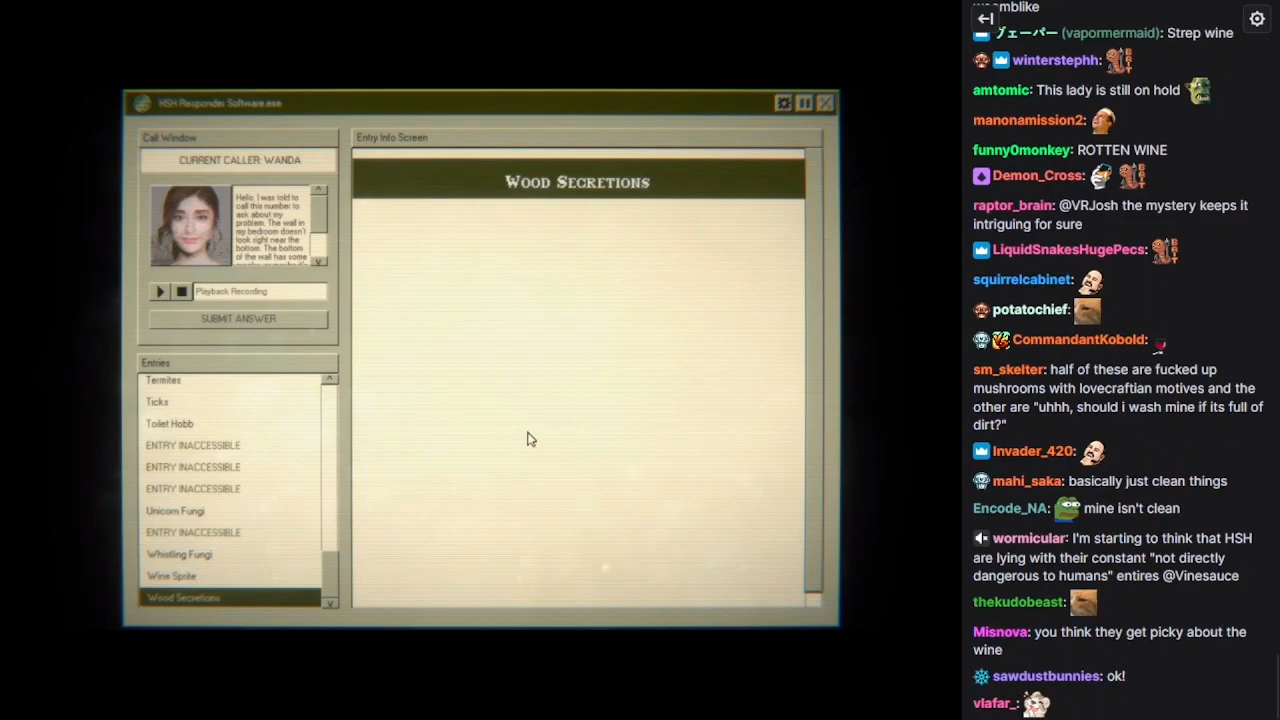 HSH Responder Software.exe
Call Window
CURRENT CALLER: WANDA
Hello. I was told to
call this number to
ask about my
problem. The wall in
my bedroom doesn't
look right near the
bottom. The bottom
of the wall has some
Playback Recording
SUBMIT ANSWER
Entries
Termites
Ticks
Toilet Hobb
ENTRY INACCESSIBLE
ENTRY INACCESSIBLE
ENTRY INACCESSIBLE
Unicorn Fungi
ENTRY INACCESSIBLE
Whistling Fungi
Wine Sprite
Wood Secretions
Entry Info Screen
Wood Secretions
ヴェーパー (vapormermaid): Strep wine
winterstephh:
amtomic: This lady is still on hold
manonamission2:
funny0monkey: ROTTEN WINE
Demon_Cross:
raptor_brain: @VRJosh the mystery keeps it
intriguing for sure
LiquidSnakesHugePecs:
squirrelcabinet:
potatochief:
CommandantKobold:
sm_skelter: half of these are fucked up
mushrooms with lovecraftian motives and the
other are "uhhh, should i wash mine if its full of
dirt?"
Invader_420:
mahi_saka: basically just clean things
Encode_NA: mine isn't clean
wormicular: I'm starting to think that HSH
are lying with their constant "not directly
dangerous to humans" entires @Vinesauce
thekudobeast:
Misnova: you think they get picky about the
wine
sawdustbunnies: ok!
vlafar_: